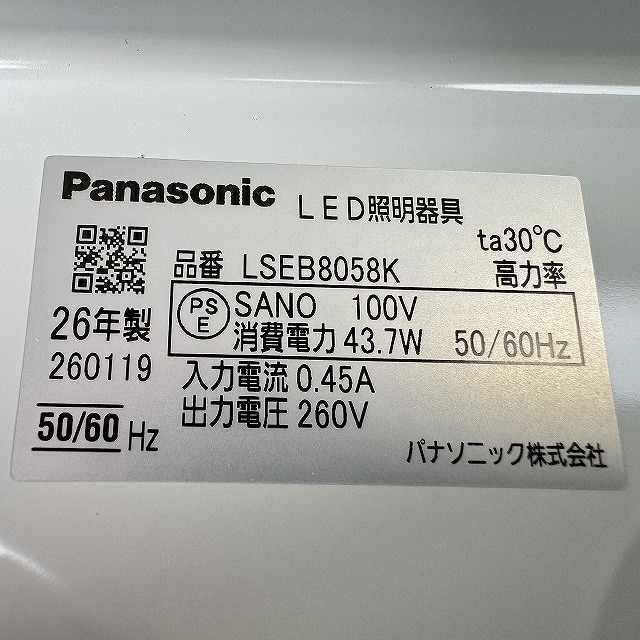 Panasonic LED照明器具
ta30℃
品番 LSEB8058K 高力率
PS E SANO 100V
26年製 消費電力 43.7W 50/60Hz
260119 入力電流 0.45A
出力電圧 260V
50/60 Hz
パナソニック株式会社